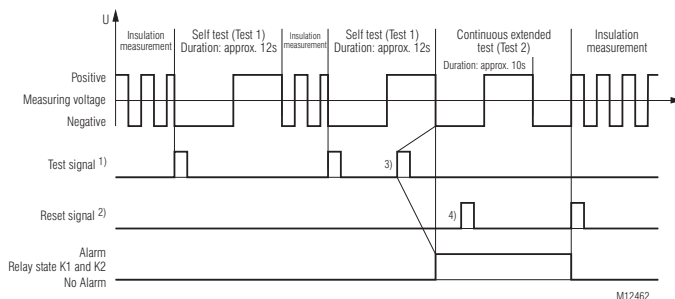 U
Insulation
measurement
Self test (Test 1)
Duration: approx. 12s
Insulation
measurement
Self test (Test 1)
Duration: approx. 12s
Continuous extended
test (Test 2)
Duration: approx. 10s
Insulation
measurement
Positive
Measuring voltage
Negative
Test signal 1)
3)
Reset signal 2)
4)
Alarm
Relay state K1 and K2
No Alarm
M12462